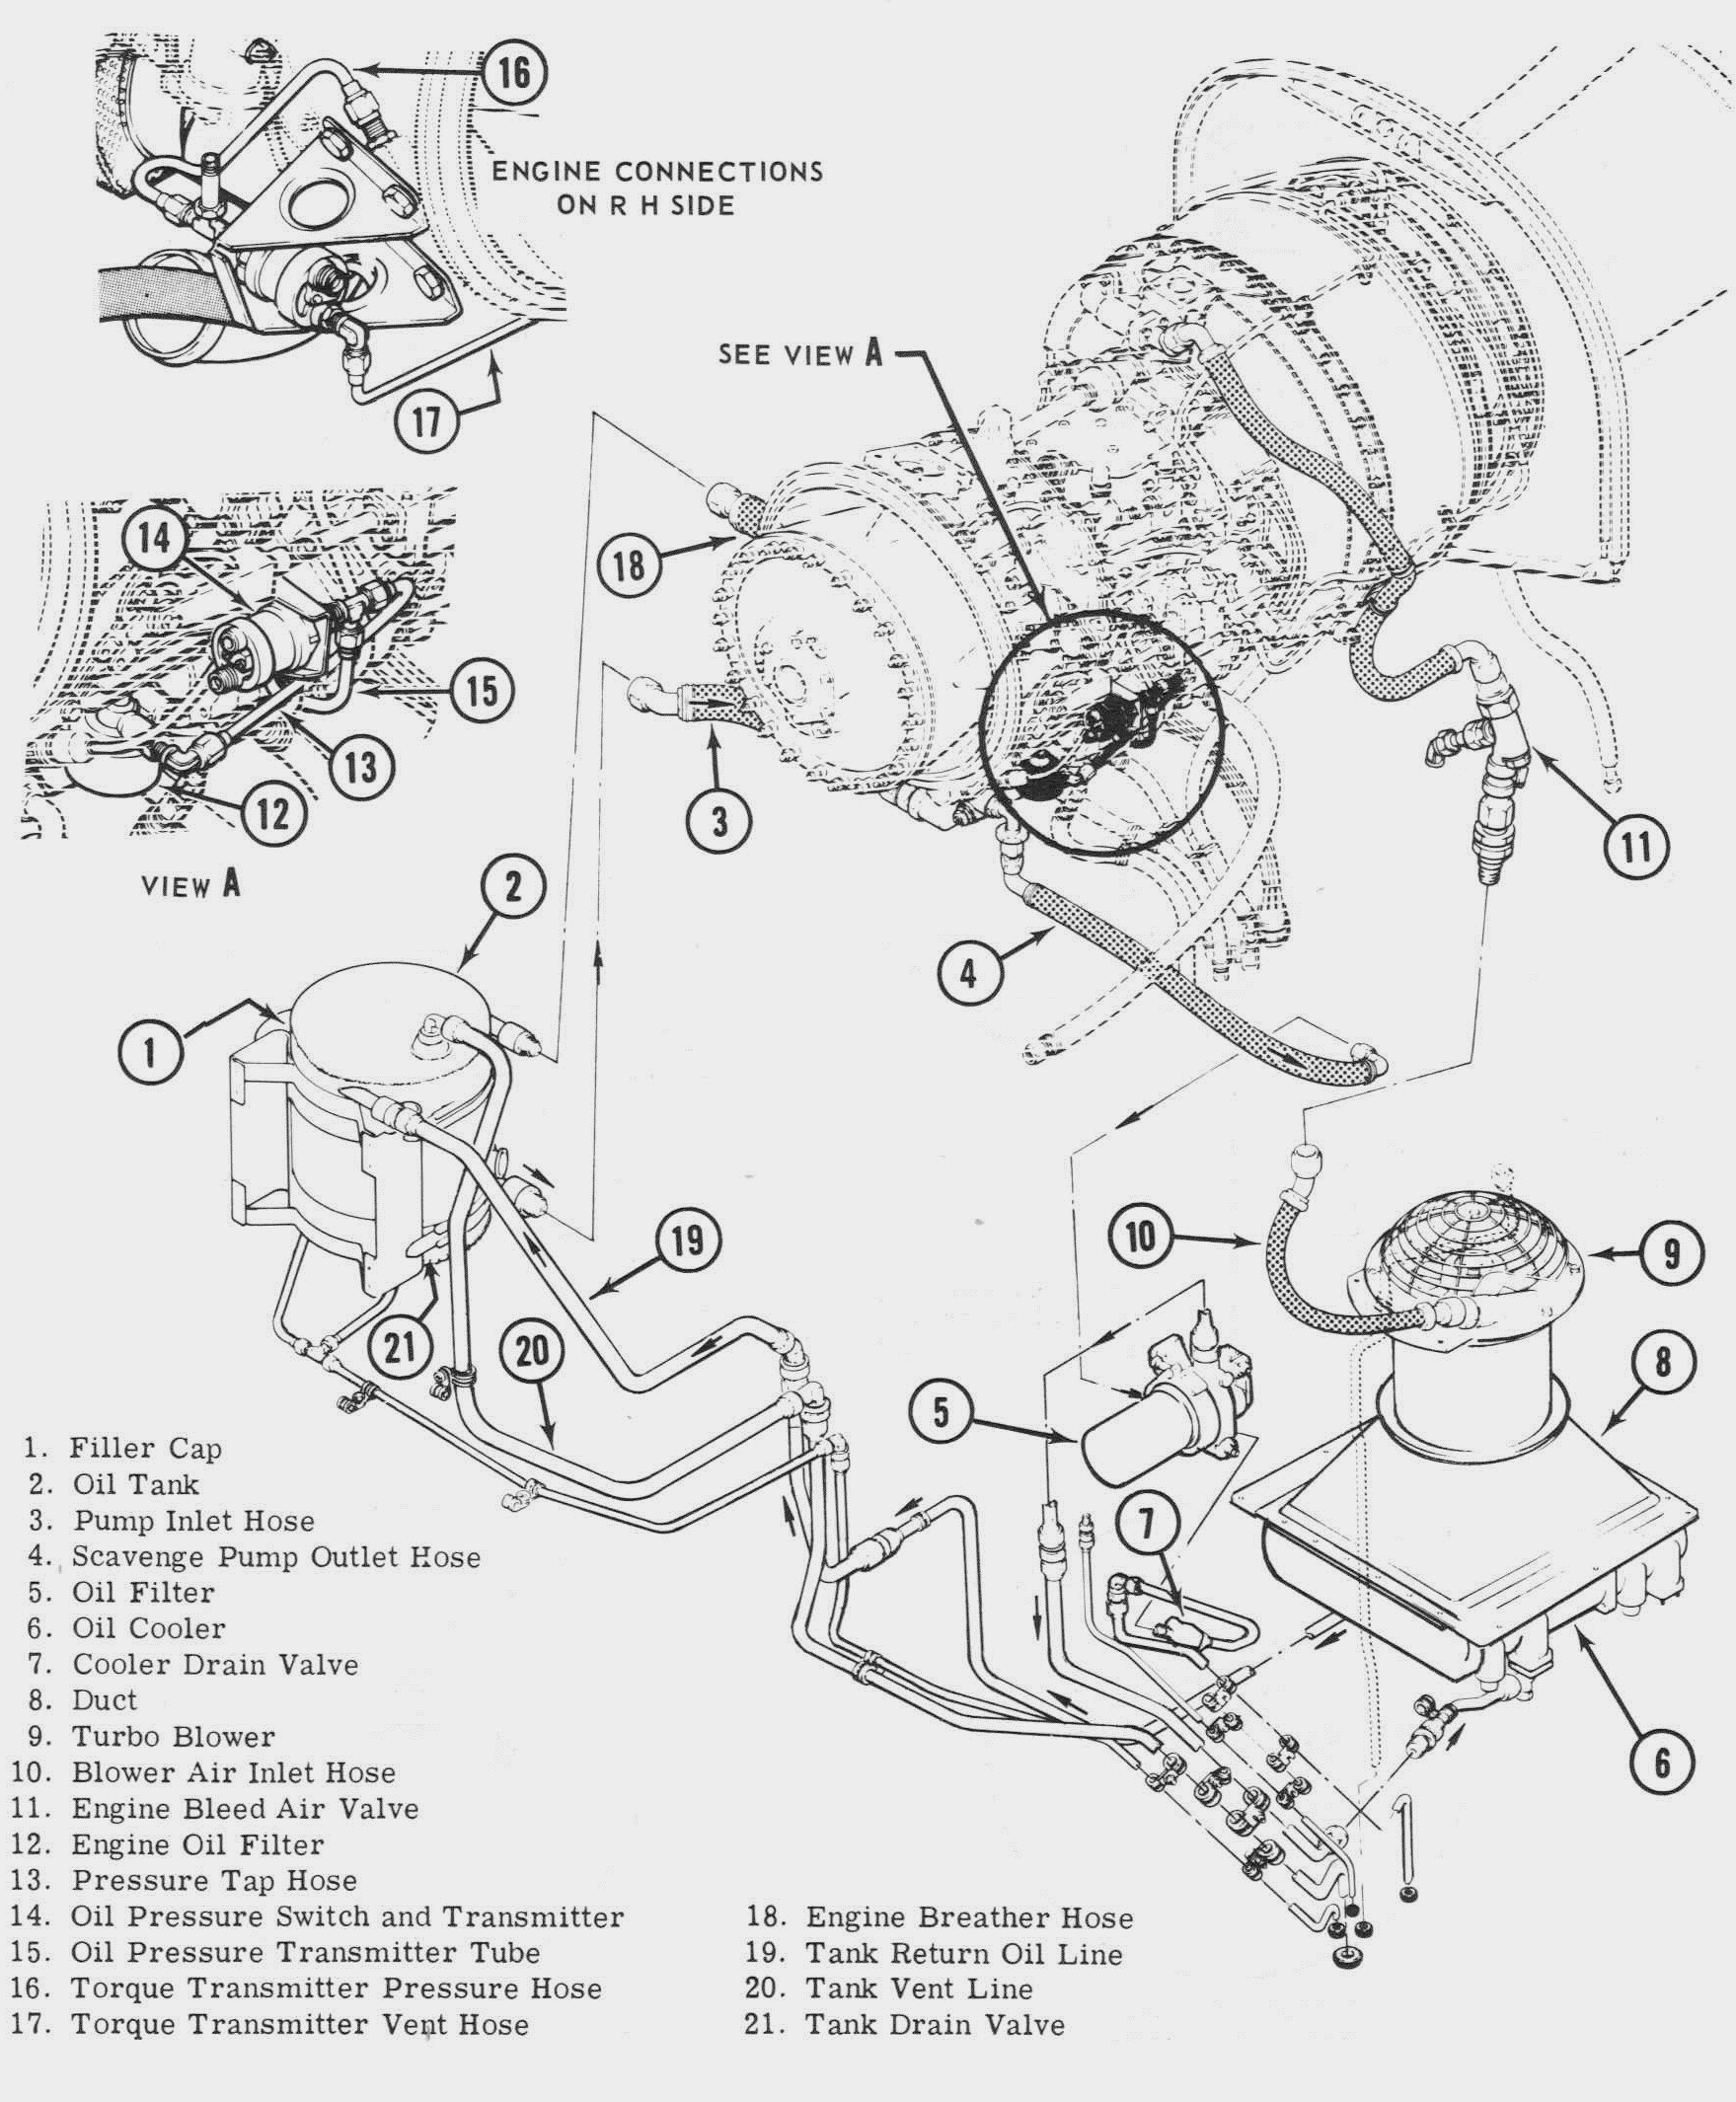 16
ENGINE CONNECTIONS
ON R H SIDE
SEE VIEW A
17
14
18
15
13
3
12
11
VIEW A
2
4
1
10
9
19
21
20
8
5
7
6
1. Filler Cap
2. Oil Tank
3. Pump Inlet Hose
4. Scavenge Pump Outlet Hose
5. Oil Filter
6. Oil Cooler
7. Cooler Drain Valve
8. Duct
9. Turbo Blower
10. Blower Air Inlet Hose
11. Engine Bleed Air Valve
12. Engine Oil Filter
13. Pressure Tap Hose
14. Oil Pressure Switch and Transmitter
15. Oil Pressure Transmitter Tube
16. Torque Transmitter Pressure Hose
17. Torque Transmitter Vent Hose
18. Engine Breather Hose
19. Tank Return Oil Line
20. Tank Vent Line
21. Tank Drain Valve